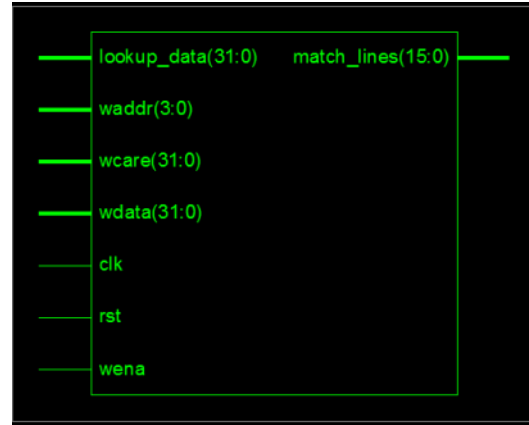 lookup_data(31:0) match_lines(15:0)
waddr(3:0)
wcare(31:0)
wdata(31:0)
clk
rst
wena